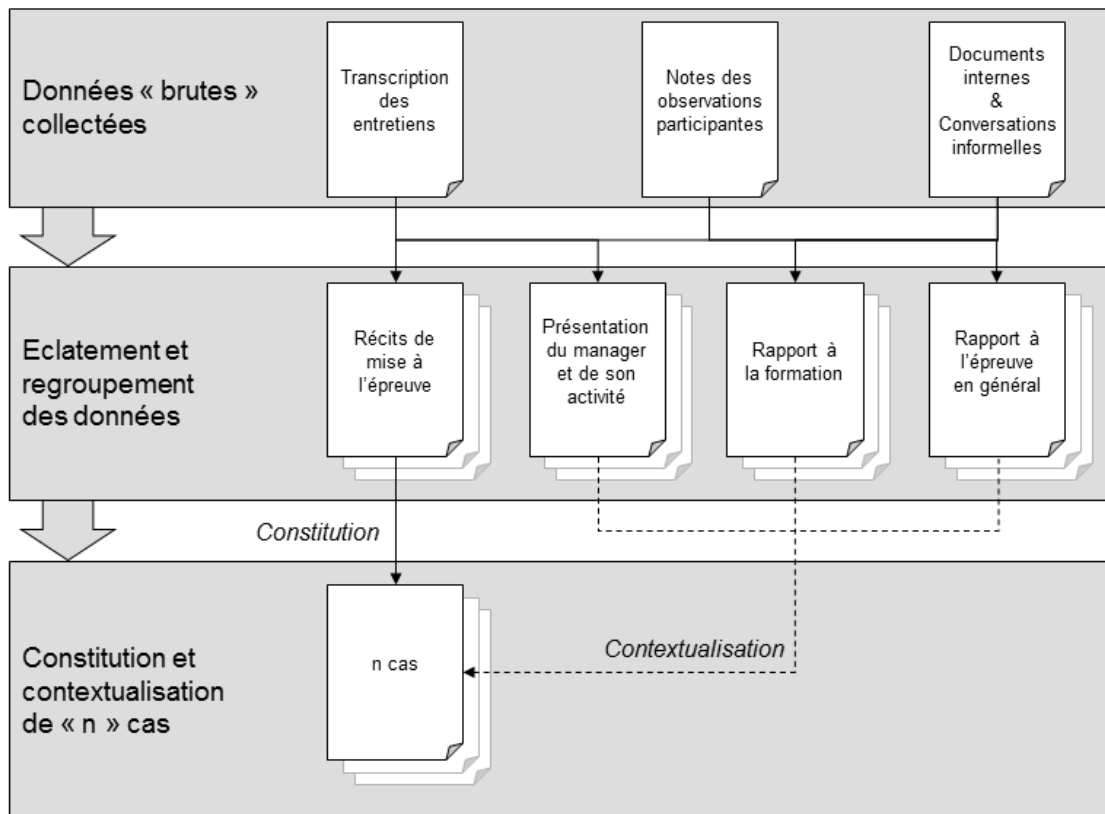 Données « brutes »
collectées
Transcription
des
entretiens
Notes des
observations
participantes
Documents
internes
&
Conversations
informelles
Eclatement et
regroupement
des données
Récits de
mise à
l'épreuve
Présentation
du manager
et de son
activité
Rapport à
la formation
Rapport à
l'épreuve
en général
Constitution
Constitution et
contextualisation
de « n » cas
n cas
Contextualisation